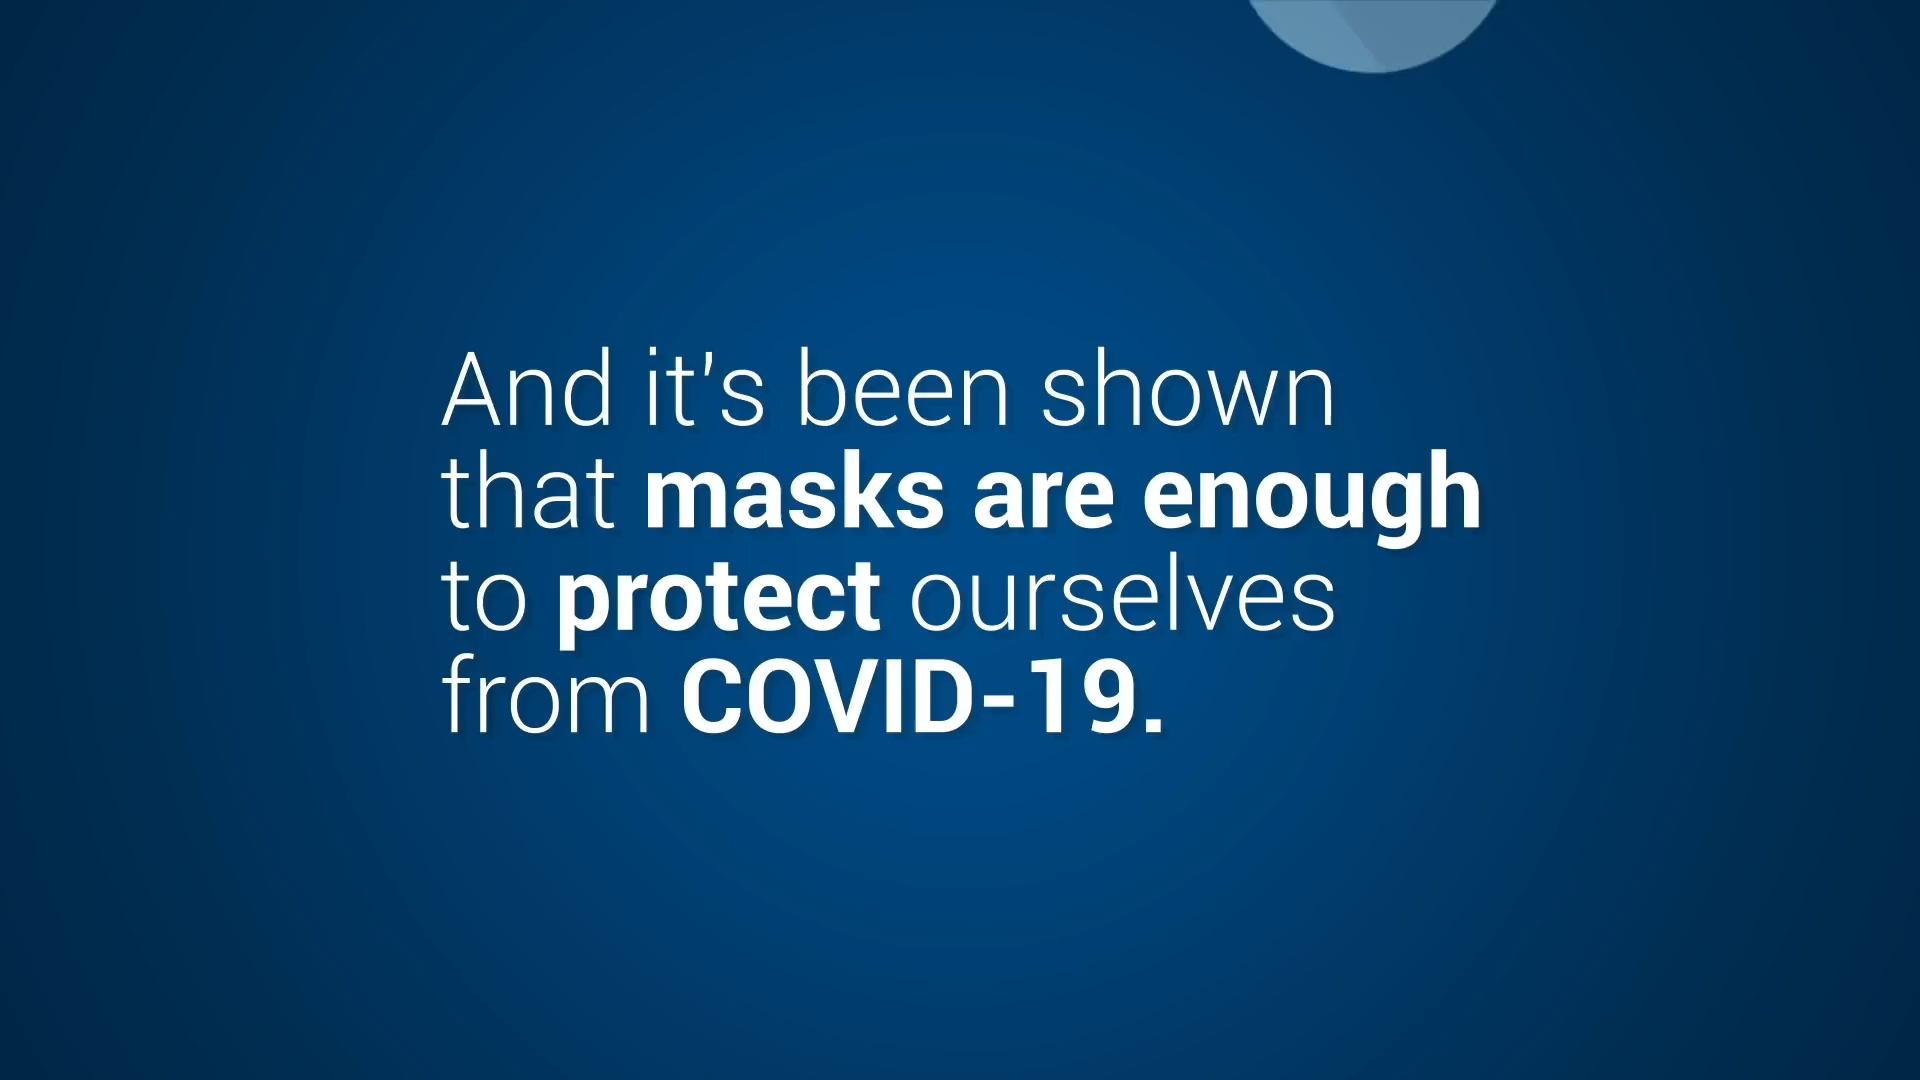 And it's been shown
that masks are enough
to protect ourselves
from COVID-19.